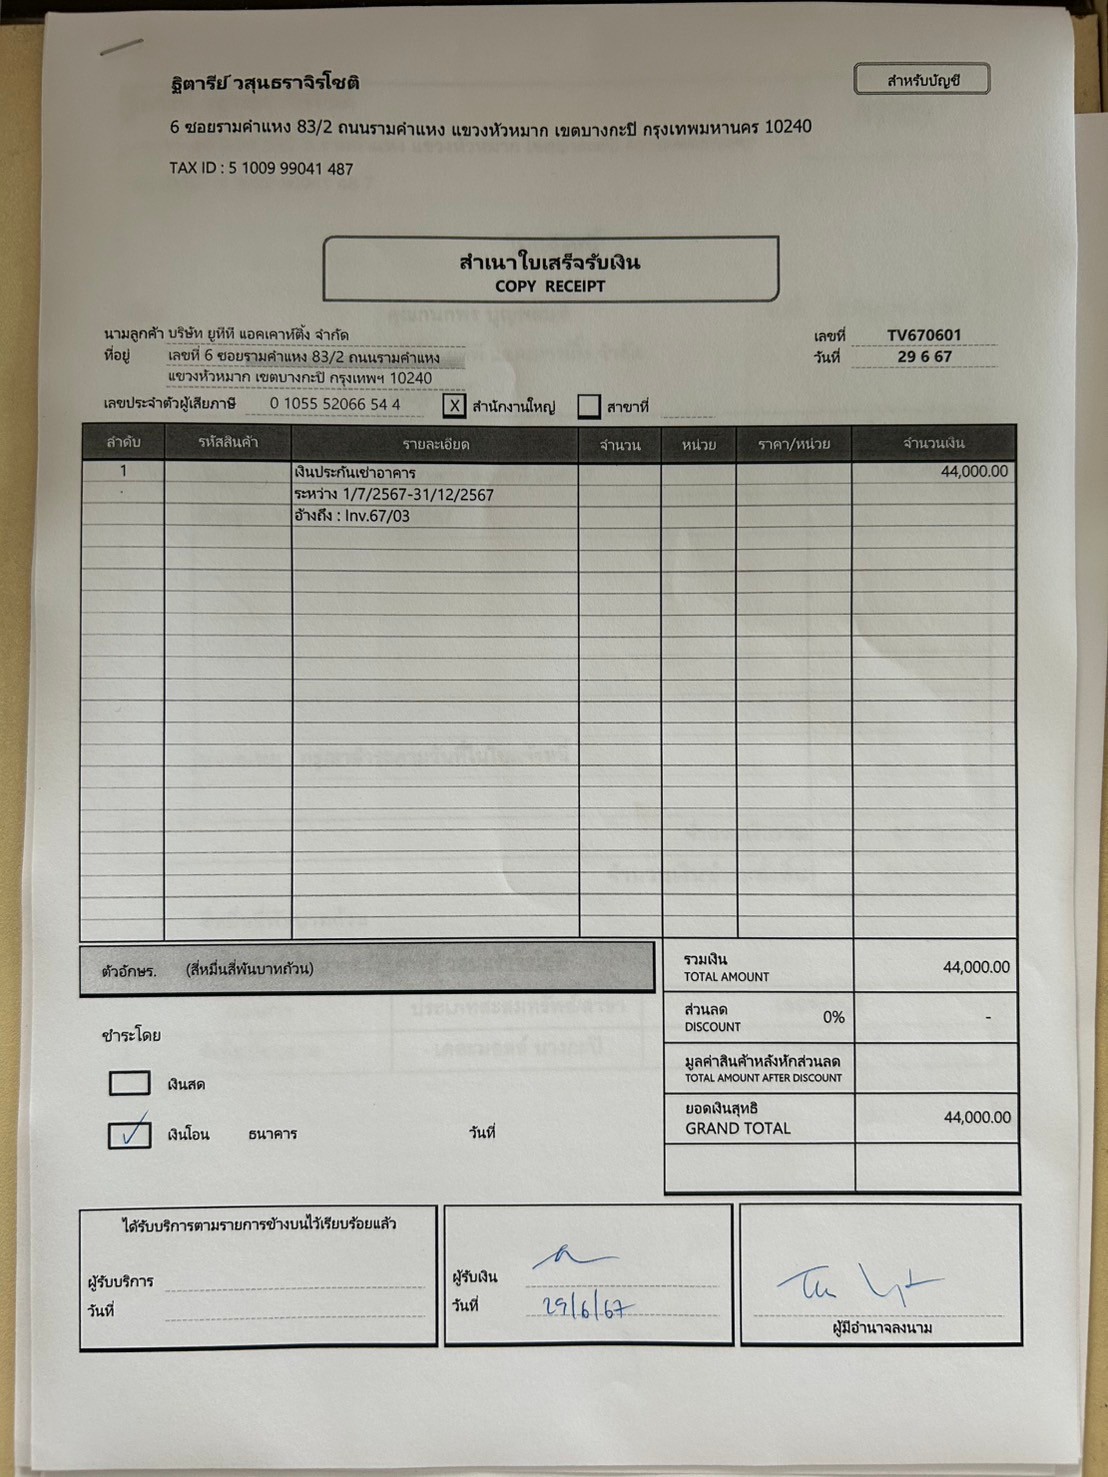 ฐิตารีย์ วสุนธราจิรโชติ
สำหรับบัญชี
6 ซอยรามคำแหง 83/2 ถนนรามคำแหง แขวงหัวหมาก เขตบางกะปิ กรุงเทพมหานคร 10240
TAX ID : 5 1009 99041 487
สำเนาใบเสร็จรับเงิน
COPY RECEIPT
นามลูกค้า บริษัท ยูทีที แอคเคาท์ติ้ง จำกัด
เลขที่ TV670601
ที่อยู่ เลขที่ 6 ซอยรามคำแหง 83/2 ถนนรามคำแหง
วันที่ 29 6 67
แขวงหัวหมาก เขตบางกะปิ กรุงเทพฯ 10240
เลขประจำตัวผู้เสียภาษี 0 1055 52066 54 4 X สำนักงานใหญ่ สาขาที่
ลำดับ รหัสสินค้า รายละเอียด จำนวน หน่วย ราคา/หน่วย จำนวนเงิน
1 เงินประกันเช่าอาคาร 44,000.00
ระหว่าง 1/7/2567-31/12/2567
อ้างถึง : Inv.67/03
ตัวอักษร. (สี่หมื่นสี่พันบาทถ้วน)
รวมเงิน 44,000.00
TOTAL AMOUNT
ส่วนลด 0% -
DISCOUNT
มูลค่าสินค้าหลังหักส่วนลด
TOTAL AMOUNT AFTER DISCOUNT
ยอดเงินสุทธิ 44,000.00
GRAND TOTAL
ชำระโดย
เงินสด
✓ เงินโอน ธนาคาร วันที่
ได้รับบริการตามรายการข้างบนไว้เรียบร้อยแล้ว
ผู้รับบริการ
วันที่
ผู้รับเงิน
วันที่ 29/6/67
ผู้มีอำนาจลงนาม